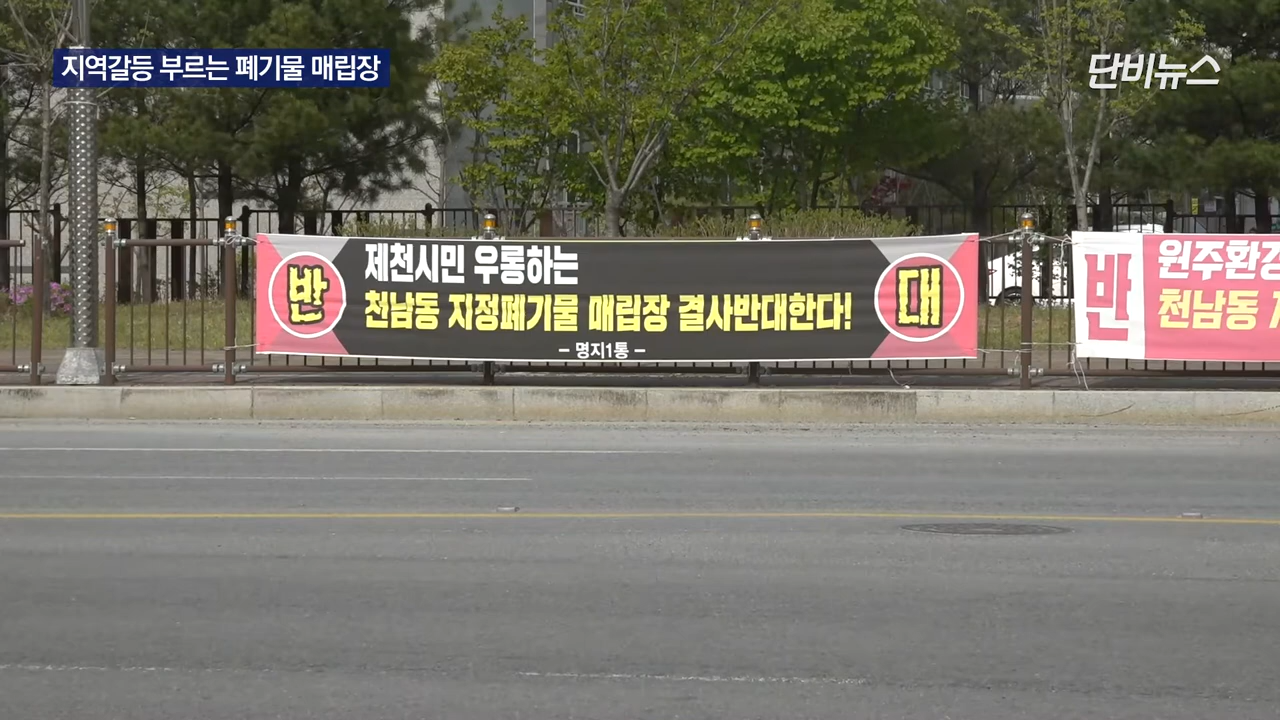 지역갈등 부르는 폐기물 매립장
단비뉴스
반
제천시민 우롱하는
천남동 지정폐기물 매립장 결사반대한다!
– 명지1통 –
대
반
원주환경
천남동